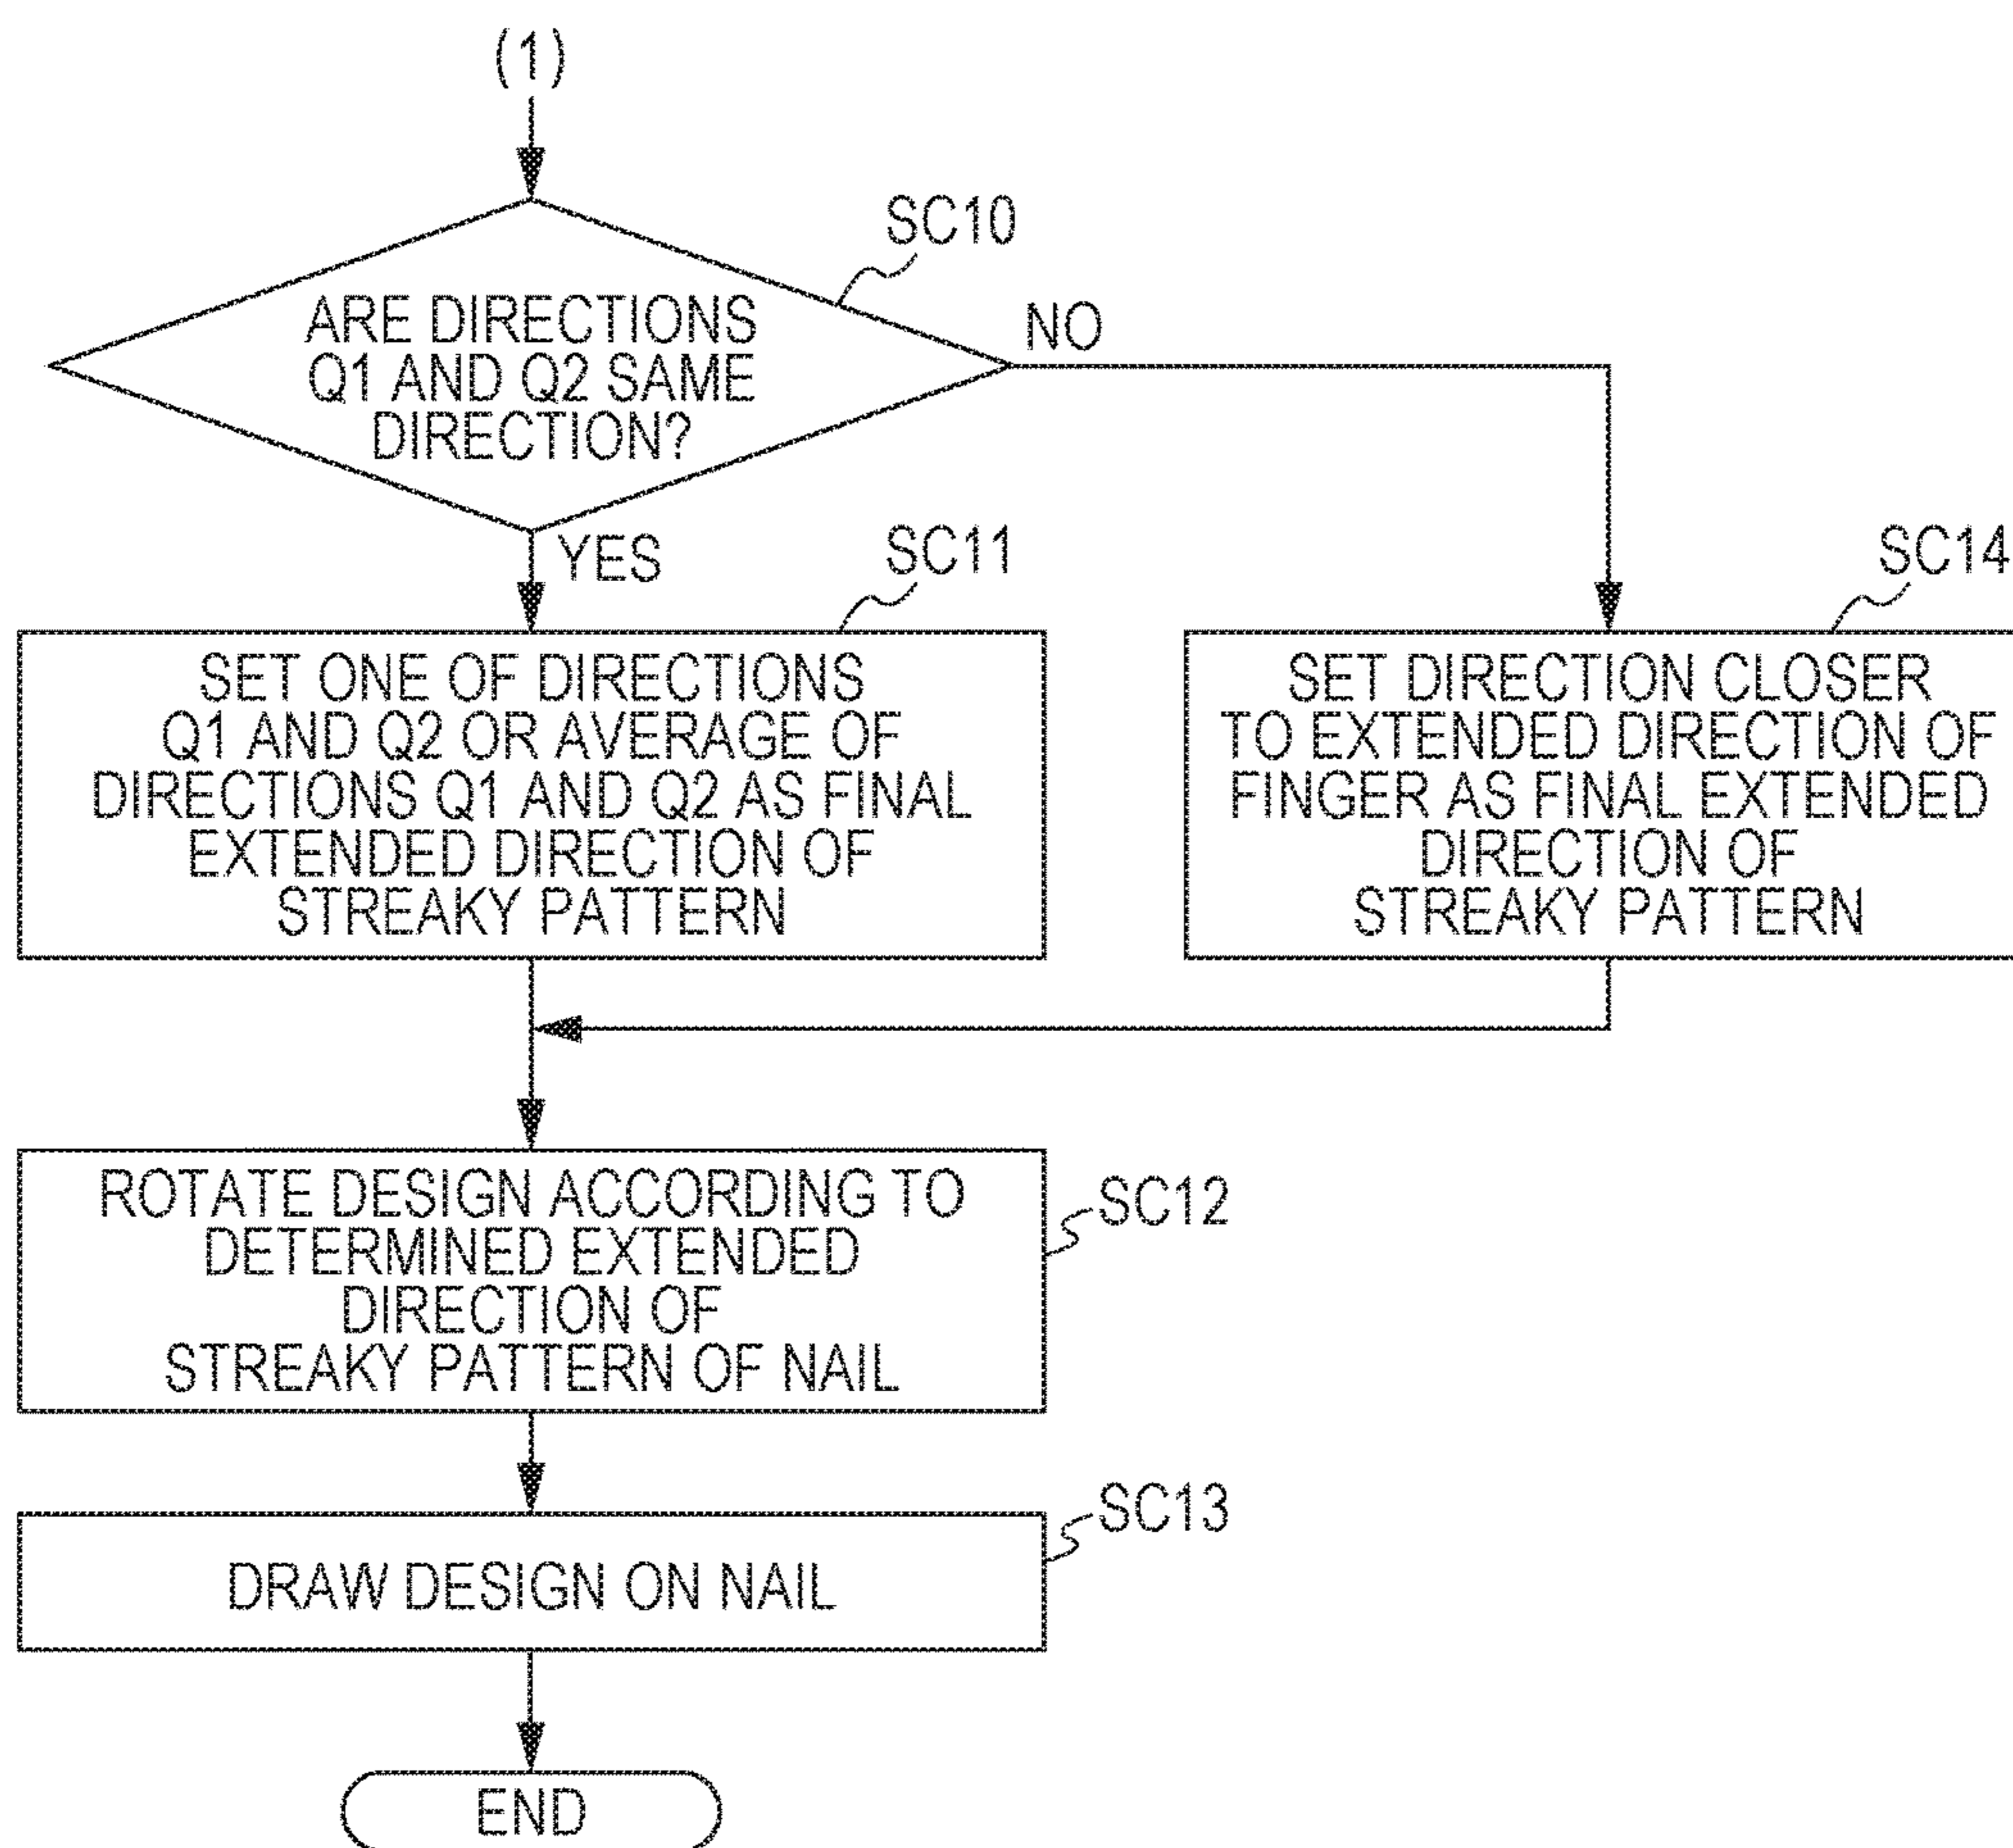 (1)
SC10
ARE DIRECTIONS
Q1 AND Q2 SAME
DIRECTION?
NO
YES
SC11
SET ONE OF DIRECTIONS
Q1 AND Q2 OR AVERAGE OF
DIRECTIONS Q1 AND Q2 AS FINAL
EXTENDED DIRECTION OF
STREAKY PATTERN
SC14
SET DIRECTION CLOSER
TO EXTENDED DIRECTION OF
FINGER AS FINAL EXTENDED
DIRECTION OF
STREAKY PATTERN
ROTATE DESIGN ACCORDING TO
DETERMINED EXTENDED
DIRECTION OF
STREAKY PATTERN OF NAIL
SC12
DRAW DESIGN ON NAIL
SC13
END